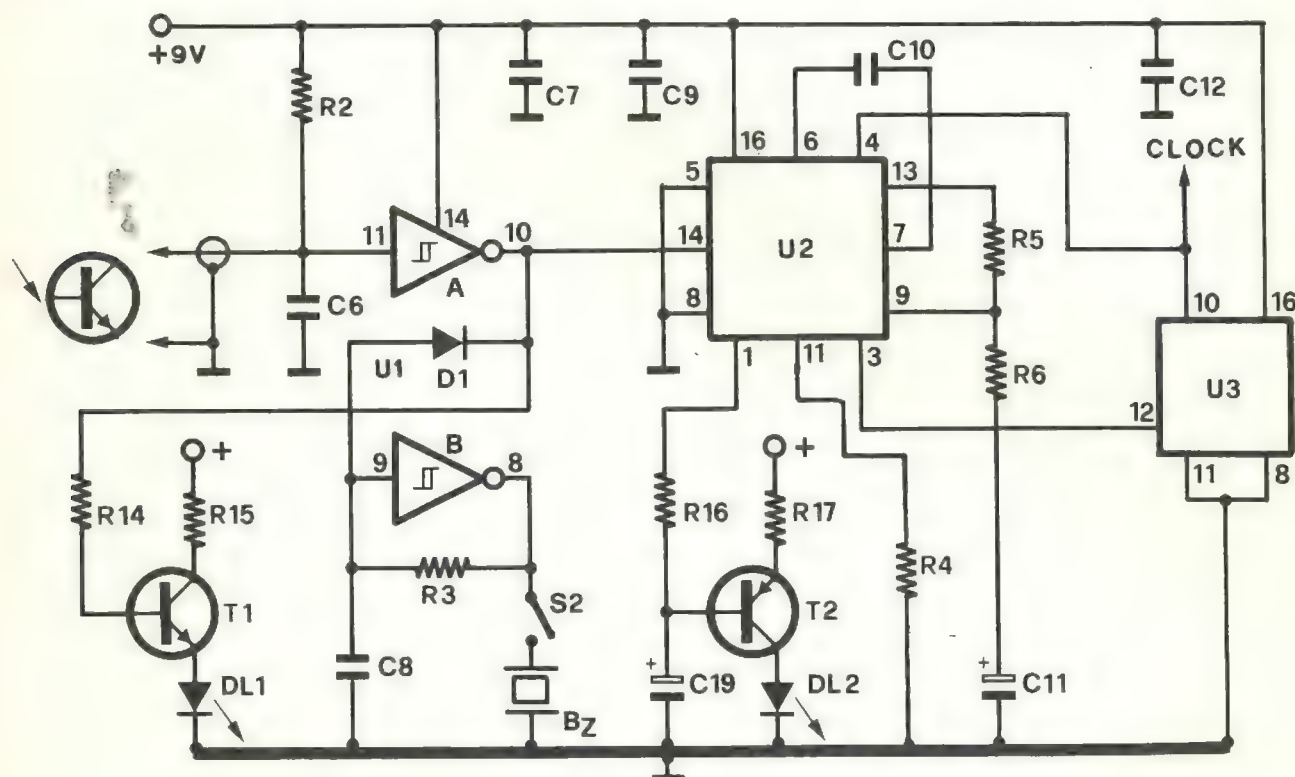 +9V
R2
C7
C9
C10
C12
16
6
4
CLOCK
5
13
11
14
10
14
U2
7
R5
A
C6
8
9
10
16
U1
D1
1
11
3
R6
U3
12
B
+
9
8
+
11
8
R14
R15
R16
R17
R4
R3
S2
T1
T2
C8
+
C19
+
C11
DL1
BZ
DL2